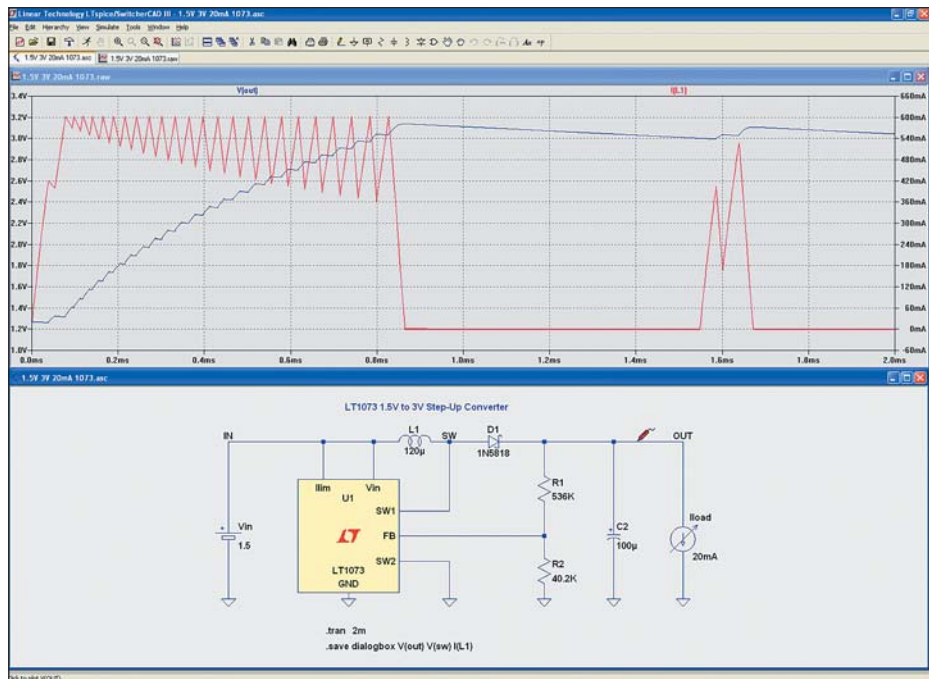 Linear Technology LTspice/SwitcherCAD III - 1.5V 3V 20mA 1073.asc
File Edit Hierarchy View Simulate Tools Window Help
1.5V 3V 20mA 1073.asc 1.5V 3V 20mA 1073.raw
1.5V 3V 20mA 1073.raw
V(out) I(L1)
3.4V 660mA
3.2V 600mA
3.0V 540mA
2.8V 480mA
2.6V 420mA
2.4V 360mA
2.2V 300mA
2.0V 240mA
1.8V 180mA
1.6V 120mA
1.4V 60mA
1.2V 0mA
1.0V -60mA
0.0ms 0.2ms 0.4ms 0.6ms 0.8ms 1.0ms 1.2ms 1.4ms 1.6ms 1.8ms 2.0ms
1.5V 3V 20mA 1073.asc
LT1073 1.5V to 3V Step-Up Converter
IN L1 SW D1 OUT
120µ 1N5818
Ilim Vin
U1 R1
SW1 536K
Vin FB C2 Iload
1.5 100µ 20mA
SW2 R2
LT1073 40.2K
GND
.tran 2m
.save dialogbox V(out) V(sw) I(L1)